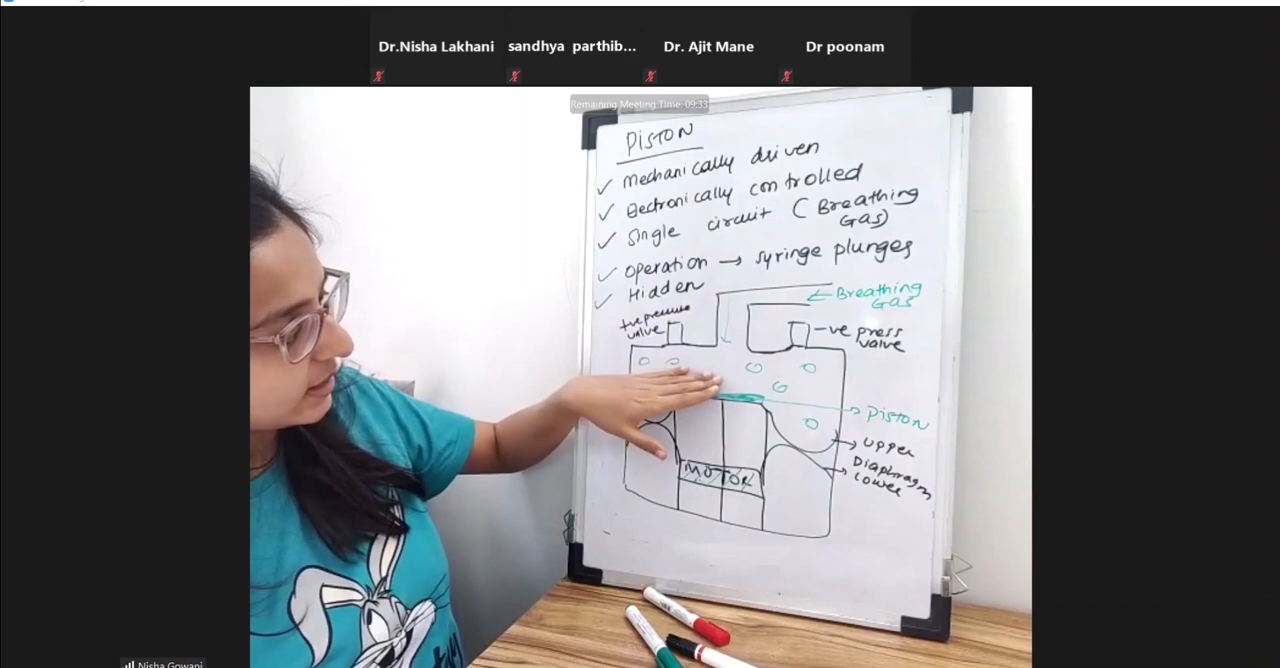 Dr.Nisha Lakhani
sandhya parthib...
Dr. Ajit Mane
Dr poonam
Remaining Meeting Time: 09:33
PISTON
✓ Mechanically driven
✓ Electronically controlled
✓ Single circuit (Breathing
Gas)
✓ Operation → syringe plunges
✓ Hidden
← Breathing
Gas
+ve pressure
valve
-ve press
valve
Piston
Upper
Diaphragm
Lower
MOTOR
Nisha Gowani